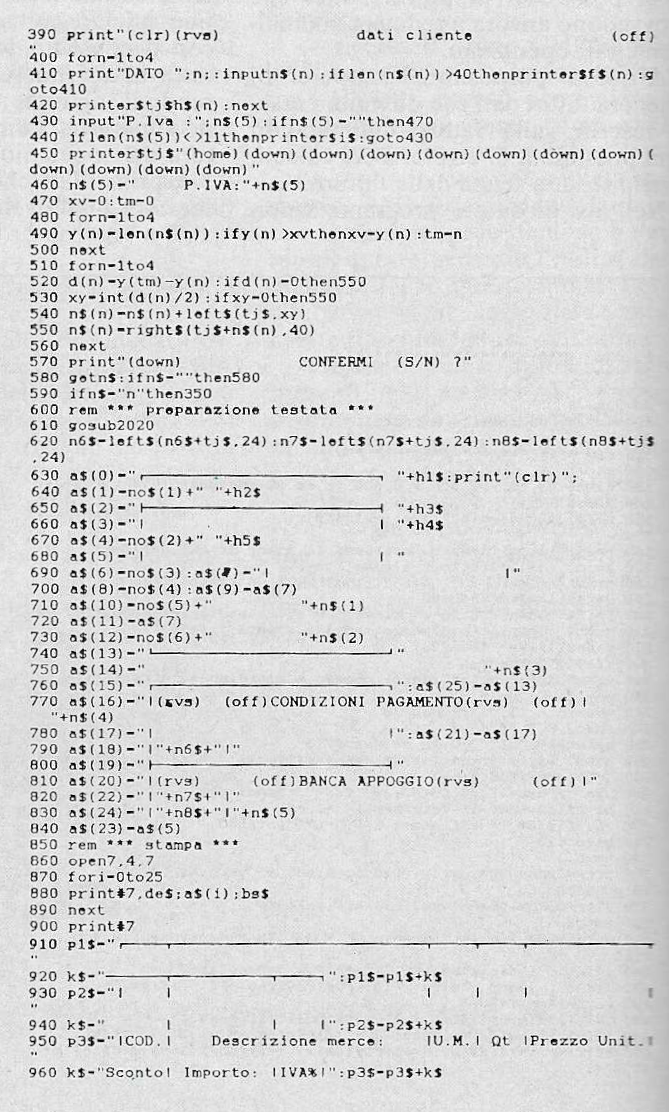 390 print"(clr)(rvs)              dati cliente              (off)
"
400 forn-1to4
410 print"DATO ";n;:inputn$(n):iflen(n$(n))>40thenprinter$f$(n):g
oto410
420 printer$tj$h$(n):next
430 input"P.Iva :";n$(5):ifn$(5)-""then470
440 iflen(n$(5))<>11thenprinter$i$:goto430
450 printer$tj$"(home)(down)(down)(down)(down)(down)(down)(down)(
down)(down)(down)(down)"
460 n$(5)-"     P.IVA:"+n$(5)
470 xv-0:tm-0
480 forn-1to4
490 y(n)-len(n$(n)):ify(n)>xvthenxv-y(n):tm-n
500 next
510 forn-1to4
520 d(n)-y(tm)-y(n):ifd(n)-0then550
530 xy-int(d(n)/2):ifxy-0then550
540 n$(n)-n$(n)+left$(tj$,xy)
550 n$(n)-right$(tj$+n$(n),40)
560 next
570 print"(down)              CONFERMI  (S/N) ?"
580 getn$:ifn$-""then580
590 ifn$-"n"then350
600 rem *** preparazione testata ***
610 gosub2020
620 n6$-left$(n6$+tj$,24):n7$-left$(n7$+tj$,24):n8$-left$(n8$+tj$
,24)
630 a$(0)-"┌────────────────────────┐ "+h1$:print"(clr)";
640 a$(1)-no$(1)+" "+h2$
650 a$(2)-"├────────────────────────┤ "+h3$
660 a$(3)-"|                        | "+h4$
670 a$(4)-no$(2)+" "+h5$
680 a$(5)-"|                        | "
690 a$(6)-no$(3):a$(7)-"|                        |"
700 a$(8)-no$(4):a$(9)-a$(7)
710 a$(10)-no$(5)+"          "+n$(1)
720 a$(11)-a$(7)
730 a$(12)-no$(6)+"          "+n$(2)
740 a$(13)-"└────────────────────────┘"
750 a$(14)-"                                    "+n$(3)
760 a$(15)-"┌────────────────────────┐":a$(25)-a$(13)
770 a$(16)-"|(rvs)   (off)CONDIZIONI PAGAMENTO(rvs)   (off)|
  "+n$(4)
780 a$(17)-"|                        |":a$(21)-a$(17)
790 a$(18)-"|"+n6$+"|"
800 a$(19)-"├────────────────────────┤"
810 a$(20)-"|(rvs)      (off)BANCA APPOGGIO(rvs)      (off)|"
820 a$(22)-"|"+n7$+"|"
830 a$(24)-"|"+n8$+"|"+n$(5)
840 a$(23)-a$(5)
850 rem *** stampa ***
860 open7,4,7
870 fori-0to25
880 print#7,de$;a$(i);bs$
890 next
900 print#7
910 p1$-"┌─────┬──────────────────────────┬─────┬─────┬─────────────┬
"
920 k$-"──────┬───────────┬─────┐":p1$-p1$+k$
930 p2$-"|     |                          |     |     |             |
"
940 k$-"      |           |     |":p2$-p2$+k$
950 p3$-"|COD.|    Descrizione merce:     |U.M.| Qt |Prezzo Unit.|
"
960 k$-"Sconto| Importo: |IVA%|":p3$-p3$+k$